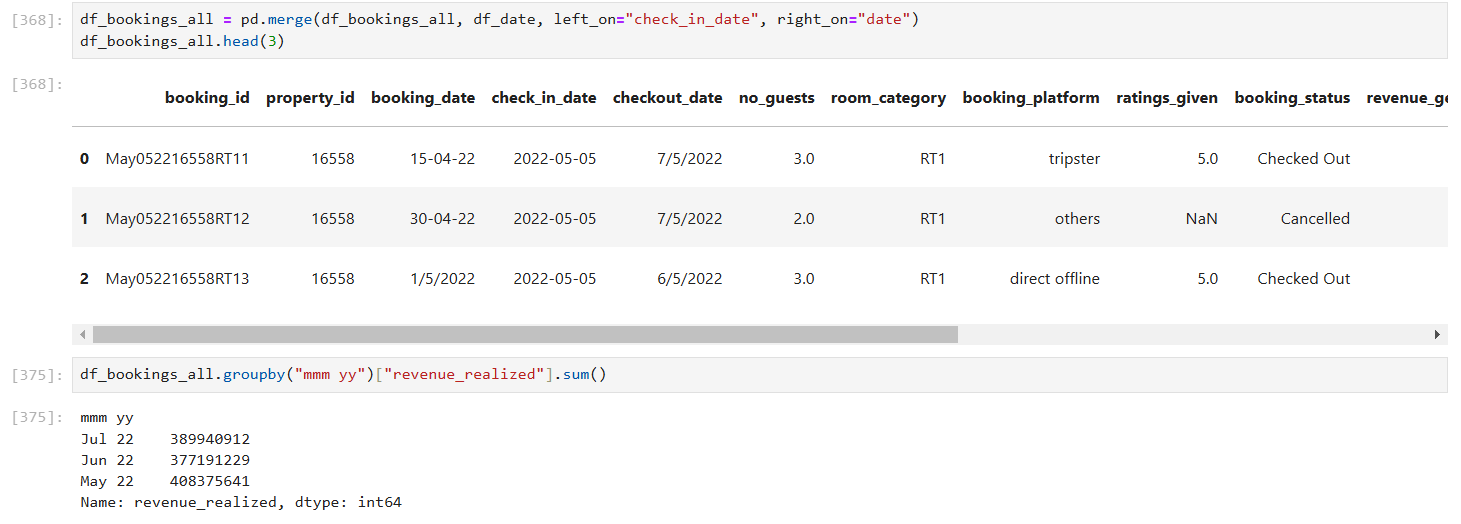 [368]: df_bookings_all = pd.merge(df_bookings_all, df_date, left_on="check_in_date", right_on="date")
df_bookings_all.head(3)
[368]:
booking_id property_id booking_date check_in_date checkout_date no_guests room_category booking_platform ratings_given booking_status revenue_ge
0 May052216558RT11 16558 15-04-22 2022-05-05 7/5/2022 3.0 RT1 tripster 5.0 Checked Out
1 May052216558RT12 16558 30-04-22 2022-05-05 7/5/2022 2.0 RT1 others NaN Cancelled
2 May052216558RT13 16558 1/5/2022 2022-05-05 6/5/2022 3.0 RT1 direct offline 5.0 Checked Out
[375]: df_bookings_all.groupby("mmm yy")["revenue_realized"].sum()
[375]: mmm yy
Jul 22 389940912
Jun 22 377191229
May 22 408375641
Name: revenue_realized, dtype: int64